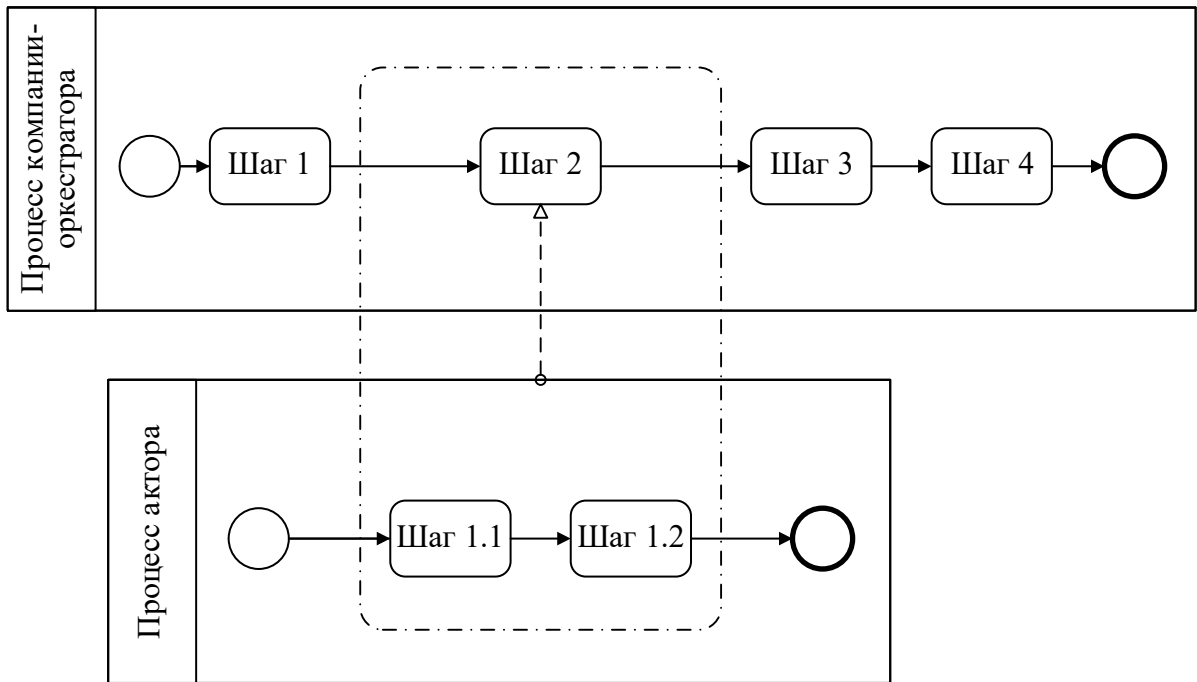 Процесс компании-
оркестратора
Шаг 1
Шаг 2
Шаг 3
Шаг 4
Процесс актора
Шаг 1.1
Шаг 1.2